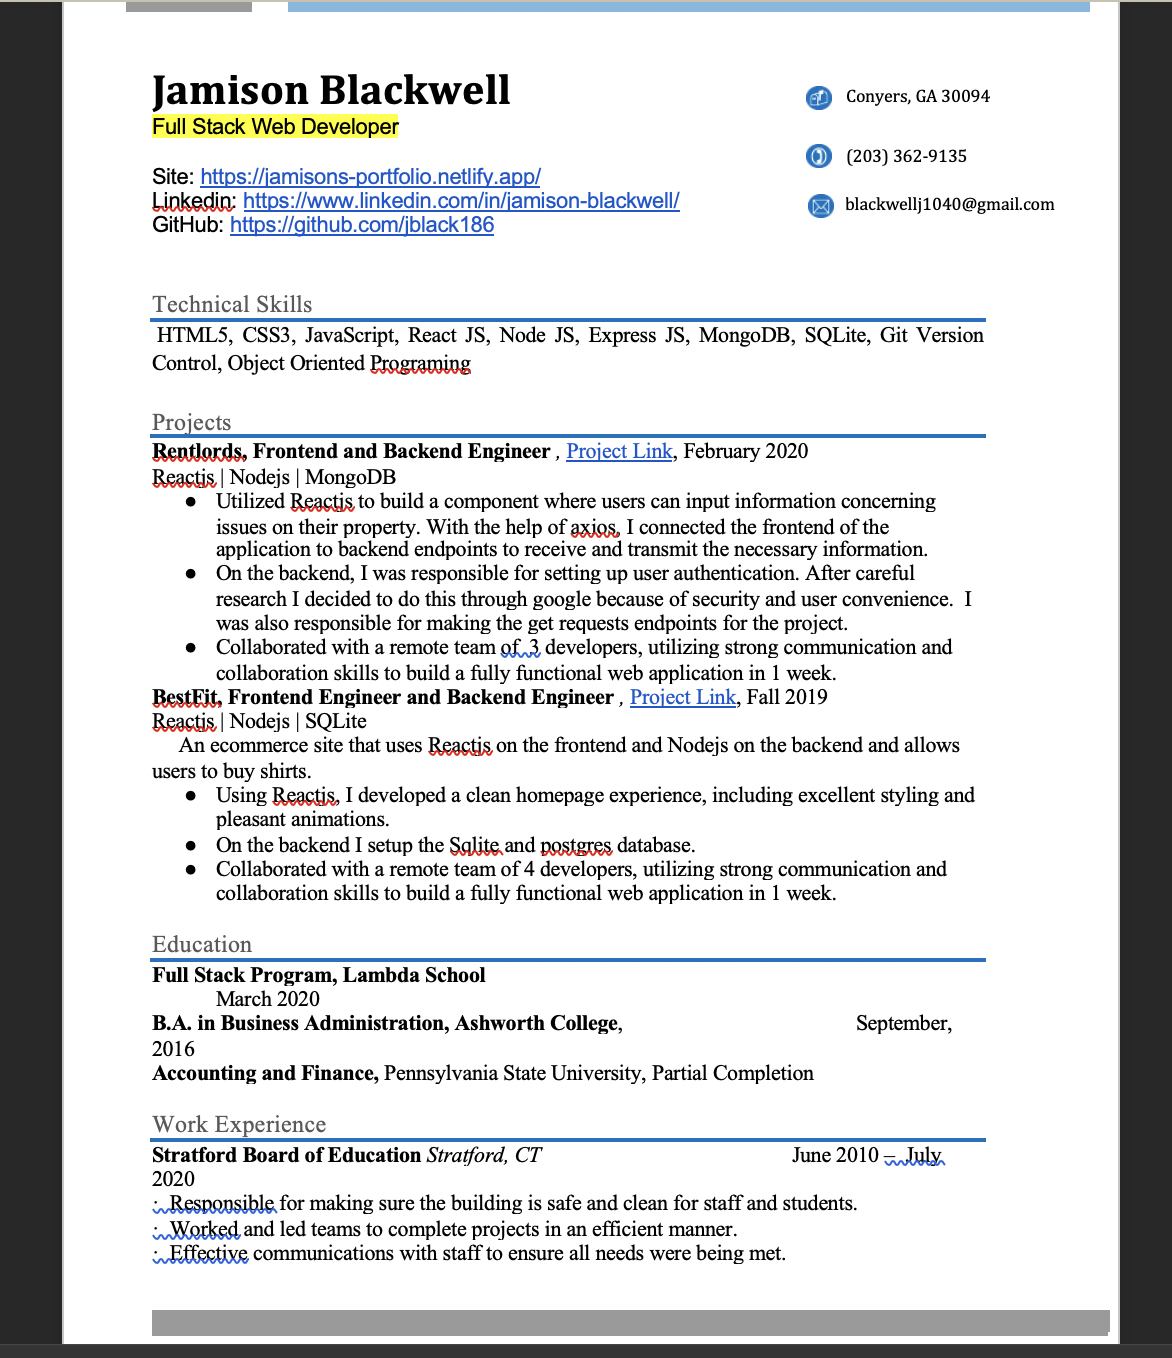 Jamison Blackwell
Full Stack Web Developer
Conyers, GA 30094
(203) 362-9135
blackwellj1040@gmail.com
Site: https://jamisons-portfolio.netlify.app/
Linkedin: https://www.linkedin.com/in/jamison-blackwell/
GitHub: https://github.com/jblack186
Technical Skills
HTML5, CSS3, JavaScript, React JS, Node JS, Express JS, MongoDB, SQLite, Git Version
Control, Object Oriented Programing
Projects
Rentlords, Frontend and Backend Engineer , Project Link, February 2020
Reactjs | Nodejs | MongoDB
● Utilized Reactjs to build a component where users can input information concerning
issues on their property. With the help of axios, I connected the frontend of the
application to backend endpoints to receive and transmit the necessary information.
● On the backend, I was responsible for setting up user authentication. After careful
research I decided to do this through google because of security and user convenience.  I
was also responsible for making the get requests endpoints for the project.
● Collaborated with a remote team of  3 developers, utilizing strong communication and
collaboration skills to build a fully functional web application in 1 week.
BestFit, Frontend Engineer and Backend Engineer , Project Link, Fall 2019
Reactjs | Nodejs | SQLite
An ecommerce site that uses Reactjs on the frontend and Nodejs on the backend and allows
users to buy shirts.
● Using Reactjs, I developed a clean homepage experience, including excellent styling and
pleasant animations.
● On the backend I setup the Sqlite and postgres database.
● Collaborated with a remote team of 4 developers, utilizing strong communication and
collaboration skills to build a fully functional web application in 1 week.
Education
Full Stack Program, Lambda School
March 2020
B.A. in Business Administration, Ashworth College, September,
2016
Accounting and Finance, Pennsylvania State University, Partial Completion
Work Experience
Stratford Board of Education Stratford, CT June 2010 – July
2020
· Responsible for making sure the building is safe and clean for staff and students.
· Worked and led teams to complete projects in an efficient manner.
· Effective communications with staff to ensure all needs were being met.